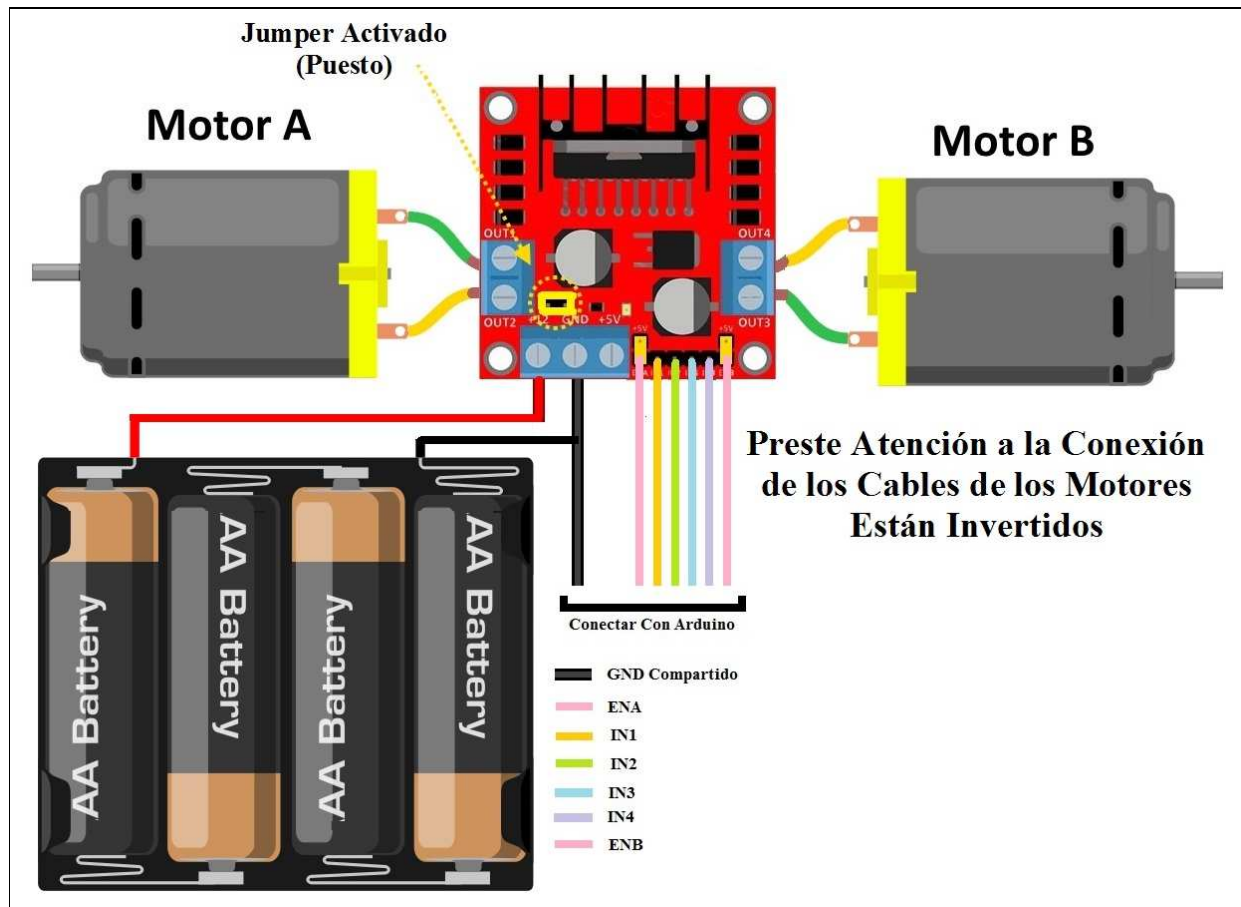 Jumper Activado
(Puesto)
Motor A
Motor B
OUT1
OUT4
OUT2
OUT3
+12 GND +5V
+5V
+5V
Preste Atención a la Conexión
de los Cables de los Motores
Están Invertidos
AA Battery
AA Battery
AA Battery
AA Battery
Conectar Con Arduino
GND Compartido
ENA
IN1
IN2
IN3
IN4
ENB